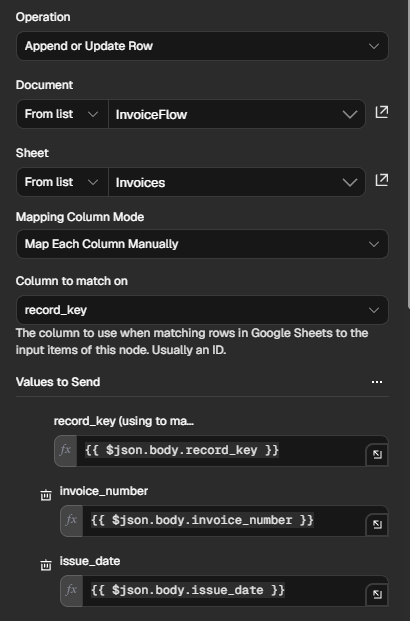 Operation
Append or Update Row
Document
From list
InvoiceFlow
Sheet
From list
Invoices
Mapping Column Mode
Map Each Column Manually
Column to match on
record_key
The column to use when matching rows in Google Sheets to the
input items of this node. Usually an ID.
Values to Send
...
record_key (using to ma...
fx {{ $json.body.record_key }}
invoice_number
fx {{ $json.body.invoice_number }}
issue_date
fx {{ $json.body.issue_date }}